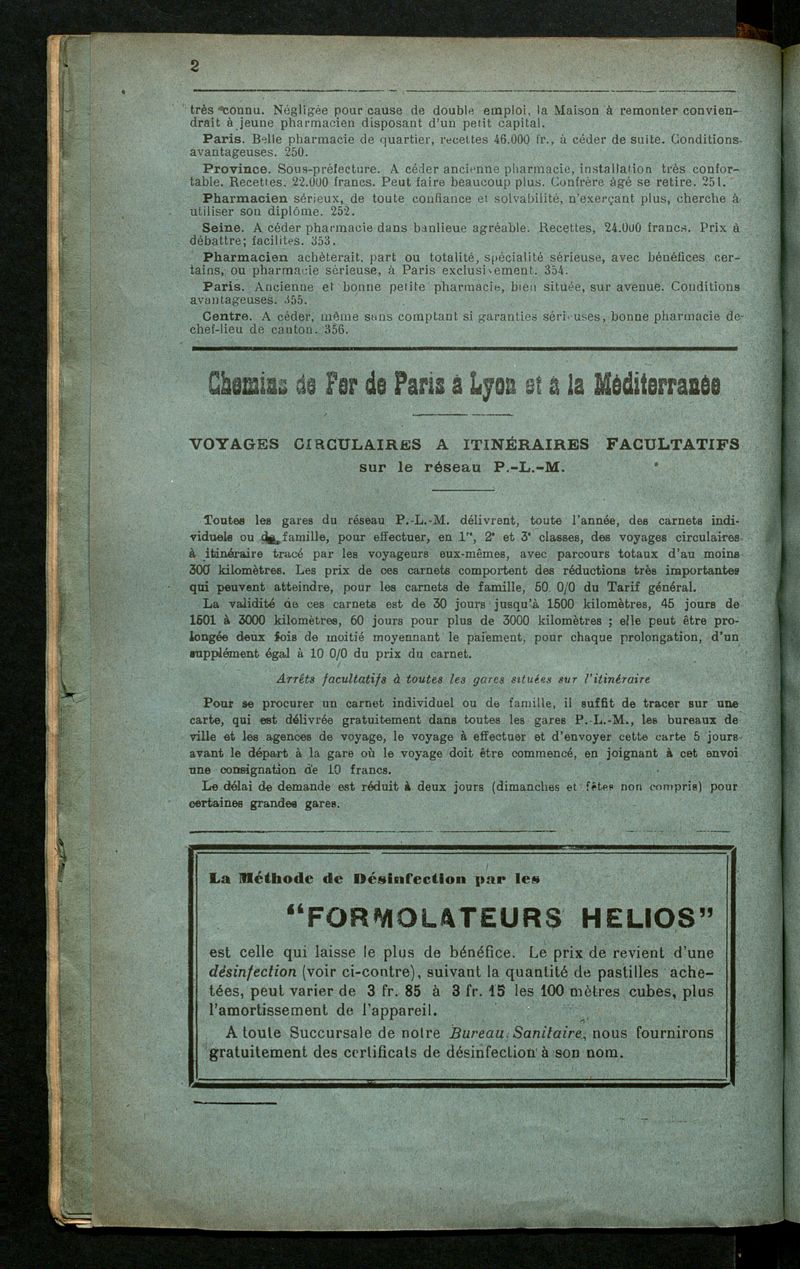 2
très connu. Négligée pour cause de double emploi, la Maison à remonter convien-
drait à jeune pharmacien disposant d'un petit capital.
Paris. Belle pharmacie de quartier, recettes 46.000 fr., à céder de suite. Conditions
avantageuses. 250.
Province. Sous-préfecture. A céder ancienne pharmacie, installation très confor-
table. Recettes. 22.000 francs. Peut faire beaucoup plus. Confrère âgé se retire. 251.
Pharmacien sérieux, de toute confiance et solvabilité, n'exerçant plus, cherche à
utiliser son diplôme. 252.
Seine. A céder pharmacie dans banlieue agréable. Recettes, 24.000 francs. Prix à
débattre; facilites. 353.
Pharmacien achèterait, part ou totalité, spécialité sérieuse, avec bénéfices cer-
tains, ou pharmacie sérieuse, à Paris exclusivement. 354.
Paris. Ancienne et bonne petite pharmacie, bien située, sur avenue. Conditions
avantageuses. 355.
Centre. A céder, même sans comptant si garanties sérieuses, bonne pharmacie de
chef-lieu de canton. 356.
Chemins de Fer de Paris à Lyon et à la Méditerranée
VOYAGES CIRCULAIRES A ITINÉRAIRES FACULTATIFS
sur le réseau P.-L.-M.
Toutes les gares du réseau P.-L.-M. délivrent, toute l'année, des carnets indi-
viduels ou de famille, pour effectuer, en 1re, 2e et 3e classes, des voyages circulaires
à itinéraire tracé par les voyageurs eux-mêmes, avec parcours totaux d'au moins
300 kilomètres. Les prix de ces carnets comportent des réductions très importantes
qui peuvent atteindre, pour les carnets de famille, 50 0/0 du Tarif général.
La validité de ces carnets est de 30 jours jusqu'à 1500 kilomètres, 45 jours de
1501 à 3000 kilomètres, 60 jours pour plus de 3000 kilomètres ; elle peut être pro-
longée deux fois de moitié moyennant le paiement, pour chaque prolongation, d'un
supplément égal à 10 0/0 du prix du carnet.
Arrêts facultatifs à toutes les gares situées sur l'itinéraire
Pour se procurer un carnet individuel ou de famille, il suffit de tracer sur une
carte, qui est délivrée gratuitement dans toutes les gares P.-L.-M., les bureaux de
ville et les agences de voyage, le voyage à effectuer et d'envoyer cette carte 5 jours
avant le départ à la gare où le voyage doit être commencé, en joignant à cet envoi
une consignation de 10 francs.
Le délai de demande est réduit à deux jours (dimanches et fêtes non compris) pour
certaines grandes gares.
La Méthode de Désinfection par les
“FORMOLATEURS HELIOS”
est celle qui laisse le plus de bénéfice. Le prix de revient d'une
désinfection (voir ci-contre), suivant la quantité de pastilles ache-
tées, peut varier de 3 fr. 85 à 3 fr. 15 les 100 mètres cubes, plus
l'amortissement de l'appareil.
A toute Succursale de notre Bureau Sanitaire, nous fournirons
gratuitement des certificats de désinfection à son nom.